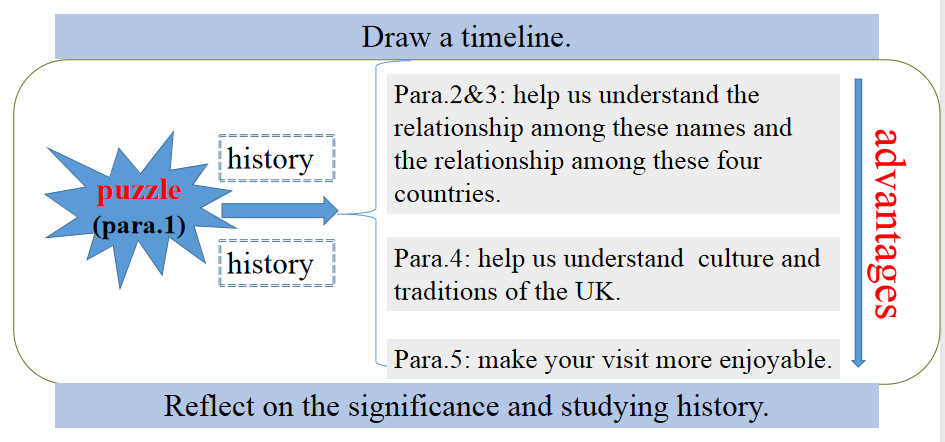 Draw a timeline.
puzzle
(para.1)
history
history
Para.2&3: help us understand the
relationship among these names and
the relationship among these four
countries.
Para.4: help us understand culture and
traditions of the UK.
Para.5: make your visit more enjoyable.
advantages
Reflect on the significance and studying history.